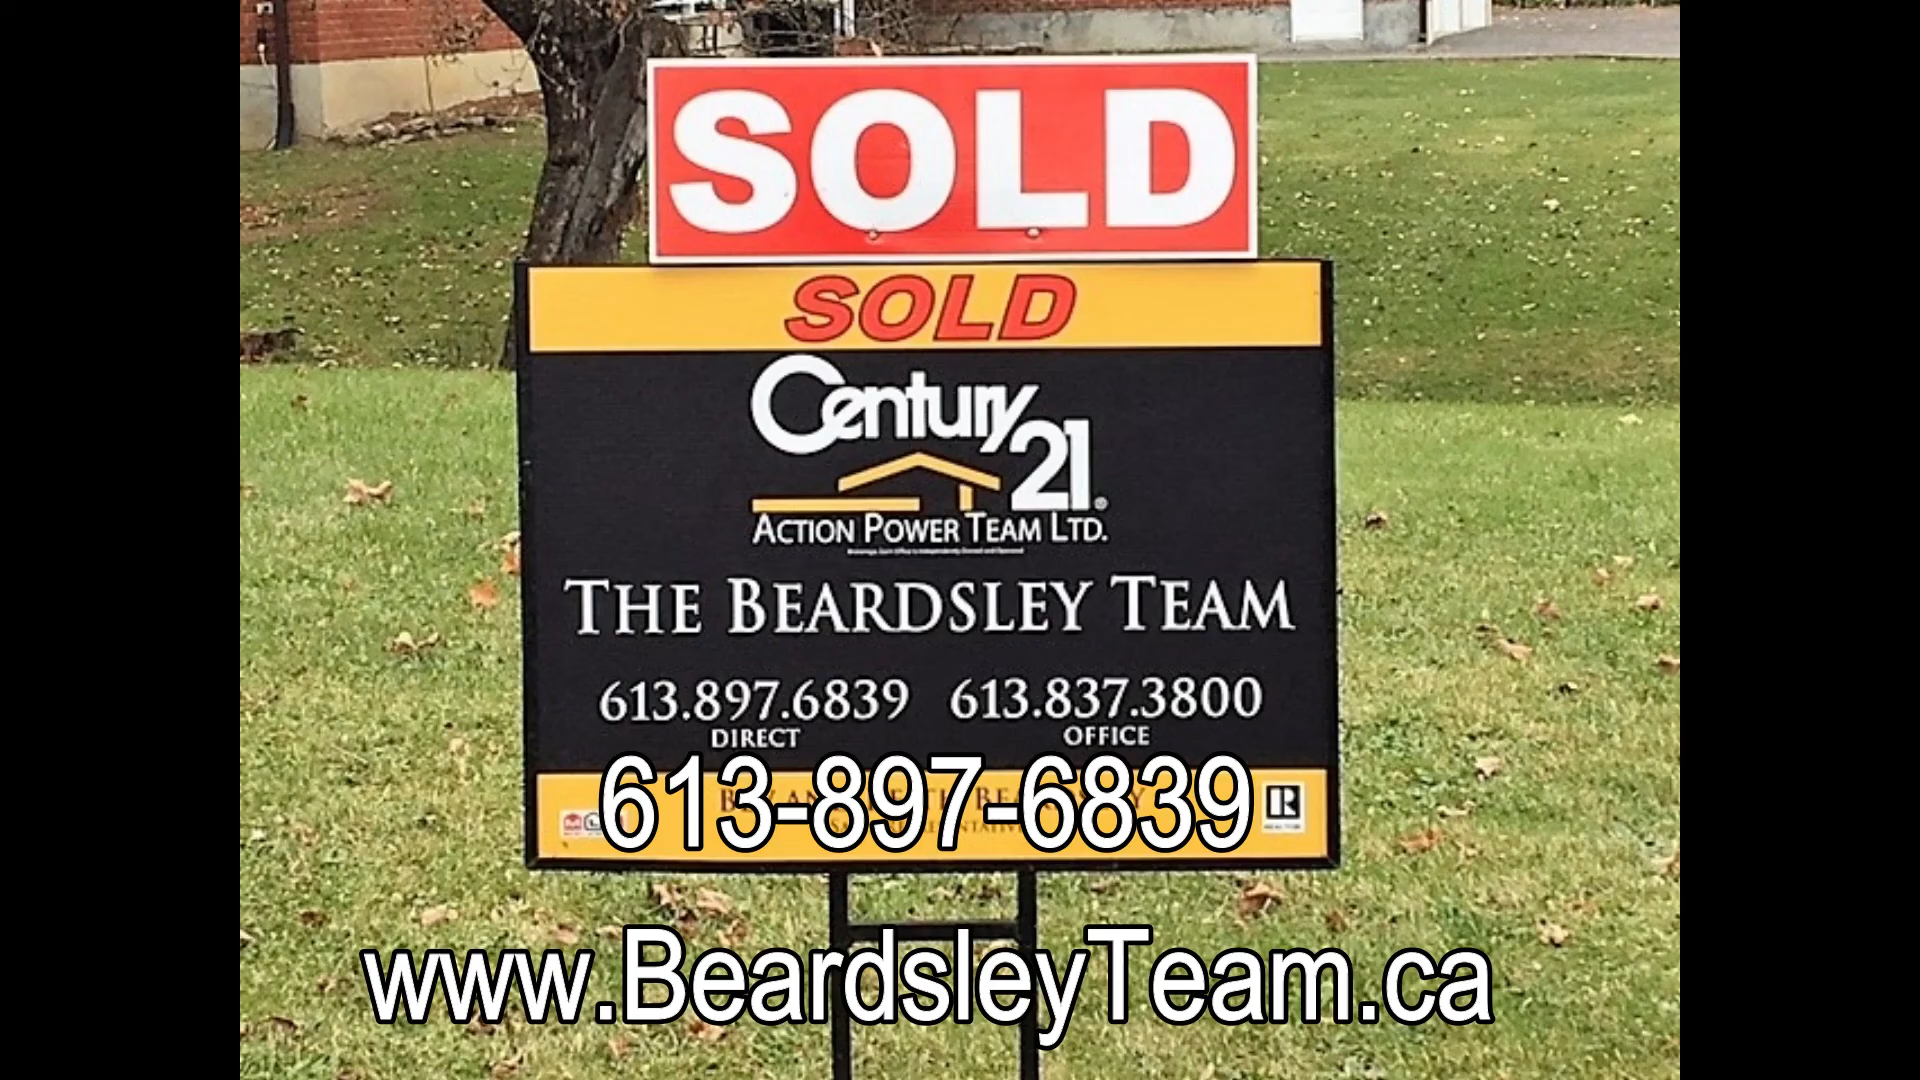 SOLD
SOLD
Century 21®
ACTION POWER TEAM LTD.
THE BEARDSLEY TEAM
613.897.6839 613.837.3800
DIRECT OFFICE
613-897-6839
www.BeardsleyTeam.ca